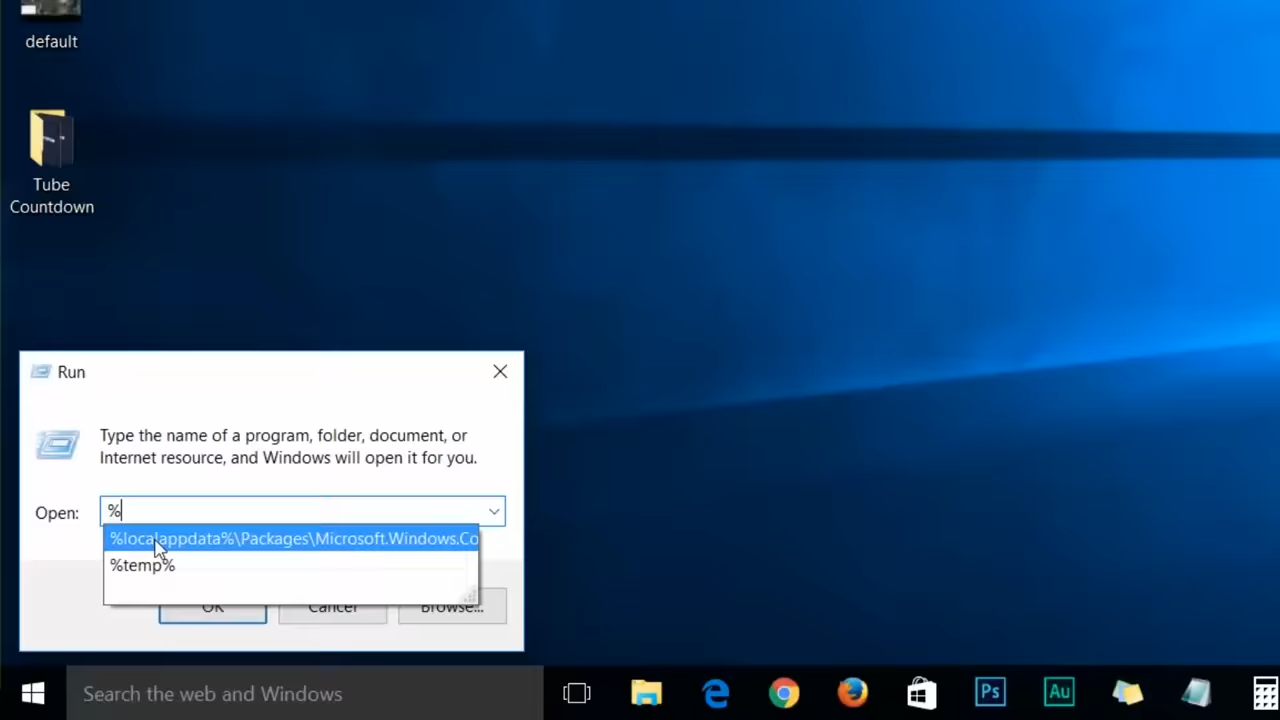 default
Tube
Countdown
Run
Type the name of a program, folder, document, or
Internet resource, and Windows will open it for you.
Open:
%
%localappdata%\Packages\Microsoft.Windows.Co
%temp%
OK
Cancel
Browse...
Search the web and Windows
Ps
Au